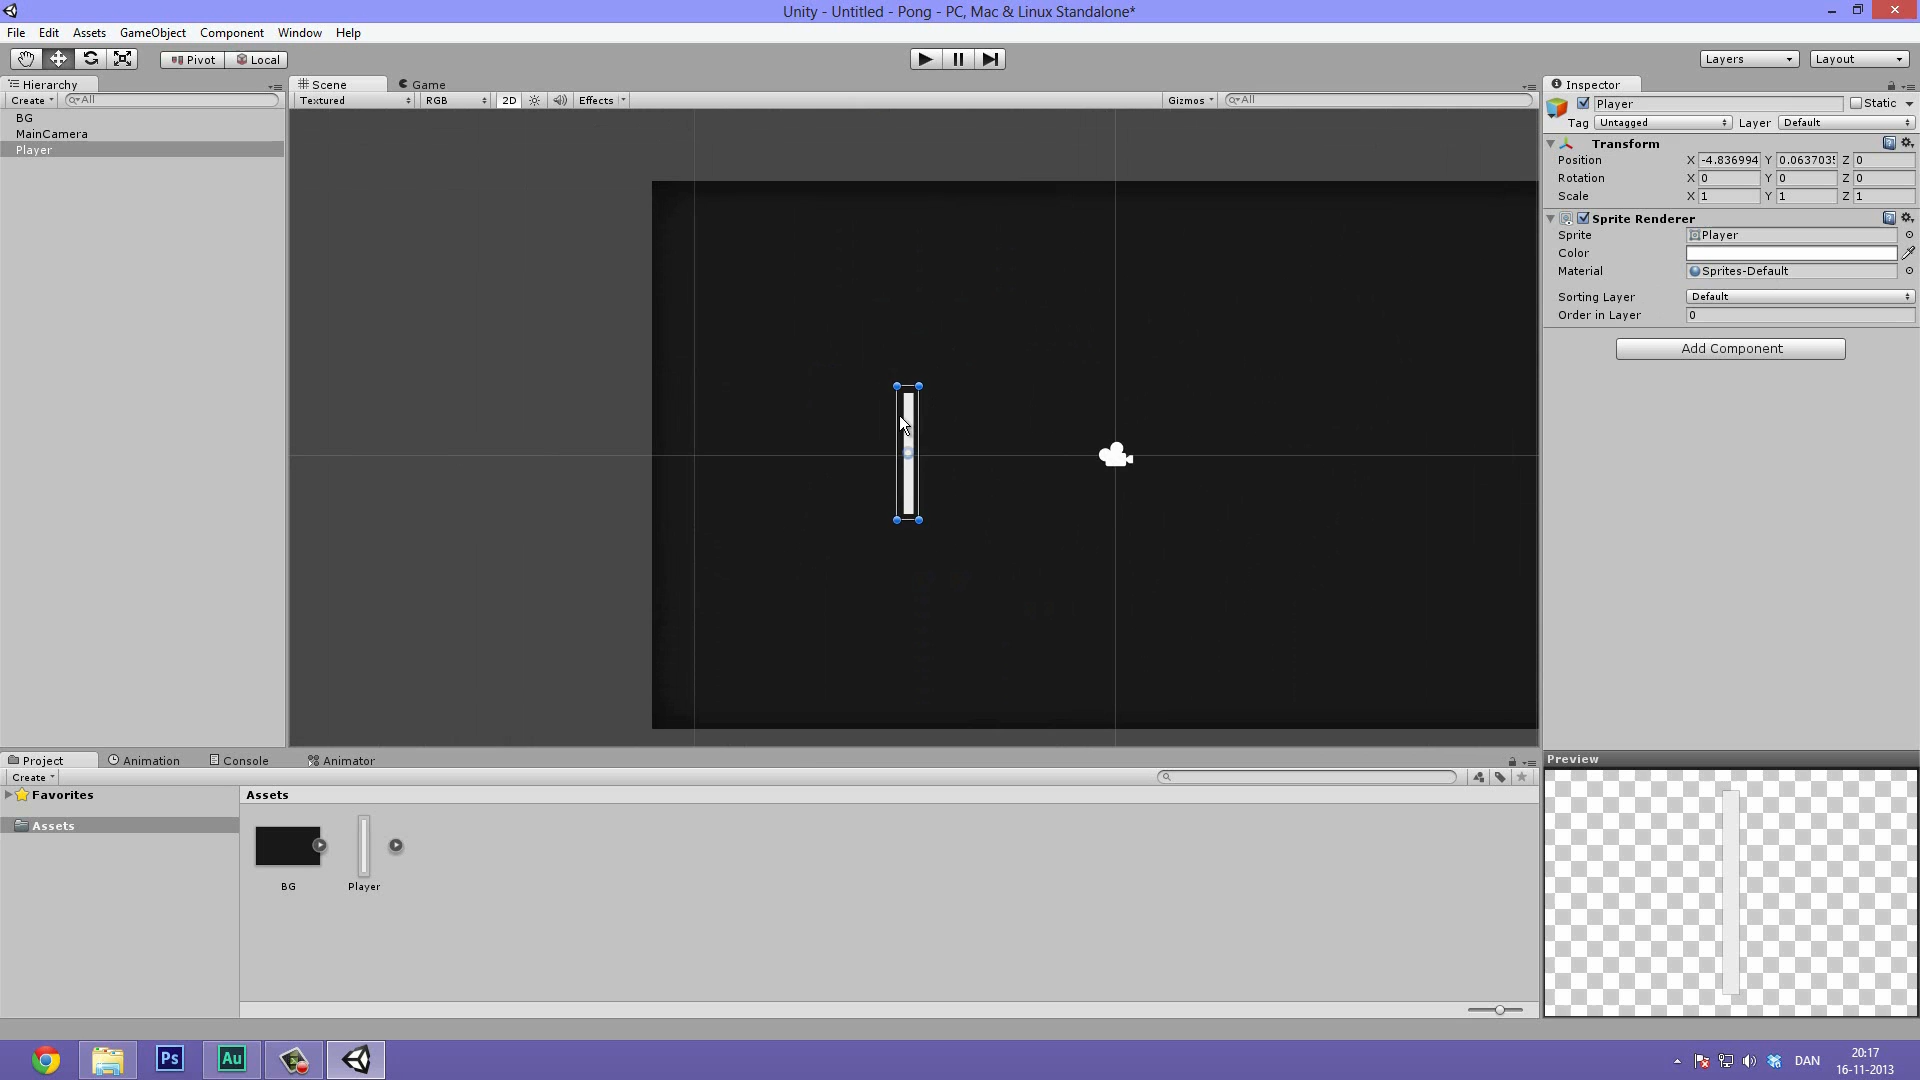 Unity - Untitled - Pong - PC, Mac & Linux Standalone*
File Edit Assets GameObject Component Window Help
Pivot Local Layers Layout
Hierarchy Scene Game Inspector
Create All Textured RGB 2D Effects Gizmos All Player Static
Tag Untagged Layer Default
BG
MainCamera
Player
Transform
Position X -4.836994 Y 0.063703 Z 0
Rotation X 0 Y 0 Z 0
Scale X 1 Y 1 Z 1
Sprite Renderer
Sprite Player
Color
Material Sprites-Default
Sorting Layer Default
Order in Layer 0
Add Component
Project Animation Console Animator Preview
Create
Favorites Assets
Assets
BG Player
Ps Au DAN 20:17
16-11-2013